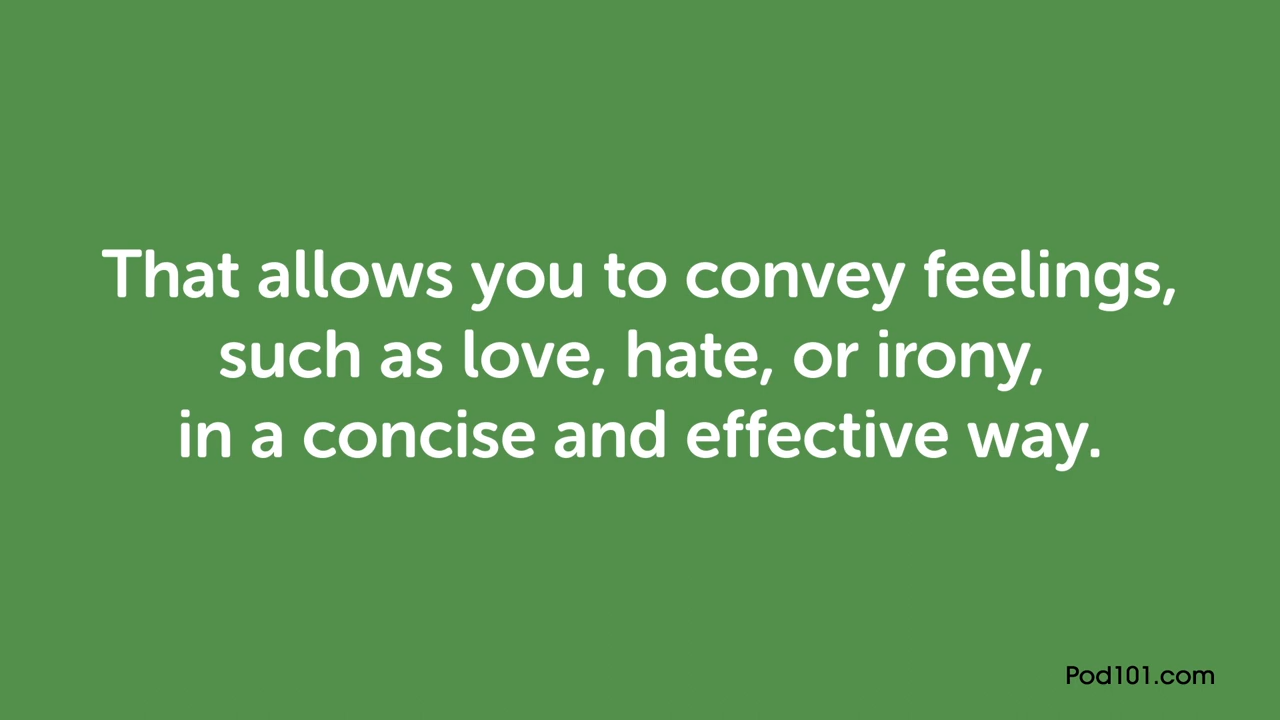 That allows you to convey feelings,
such as love, hate, or irony,
in a concise and effective way.
Pod101.com